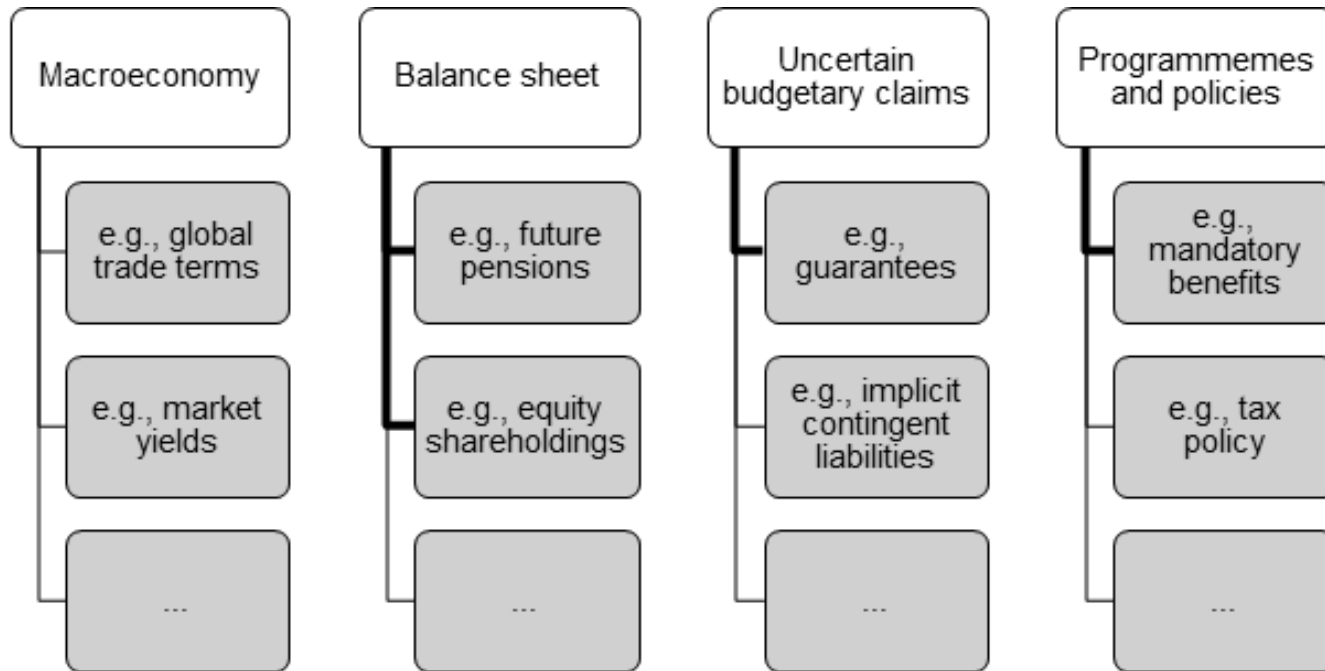 Macroeconomy
e.g., global
trade terms
e.g., market
yields
...
Balance sheet
e.g., future
pensions
e.g., equity
shareholdings
...
Uncertain
budgetary claims
e.g.,
guarantees
e.g., implicit
contingent
liabilities
...
Programmemes
and policies
e.g.,
mandatory
benefits
e.g., tax
policy
...